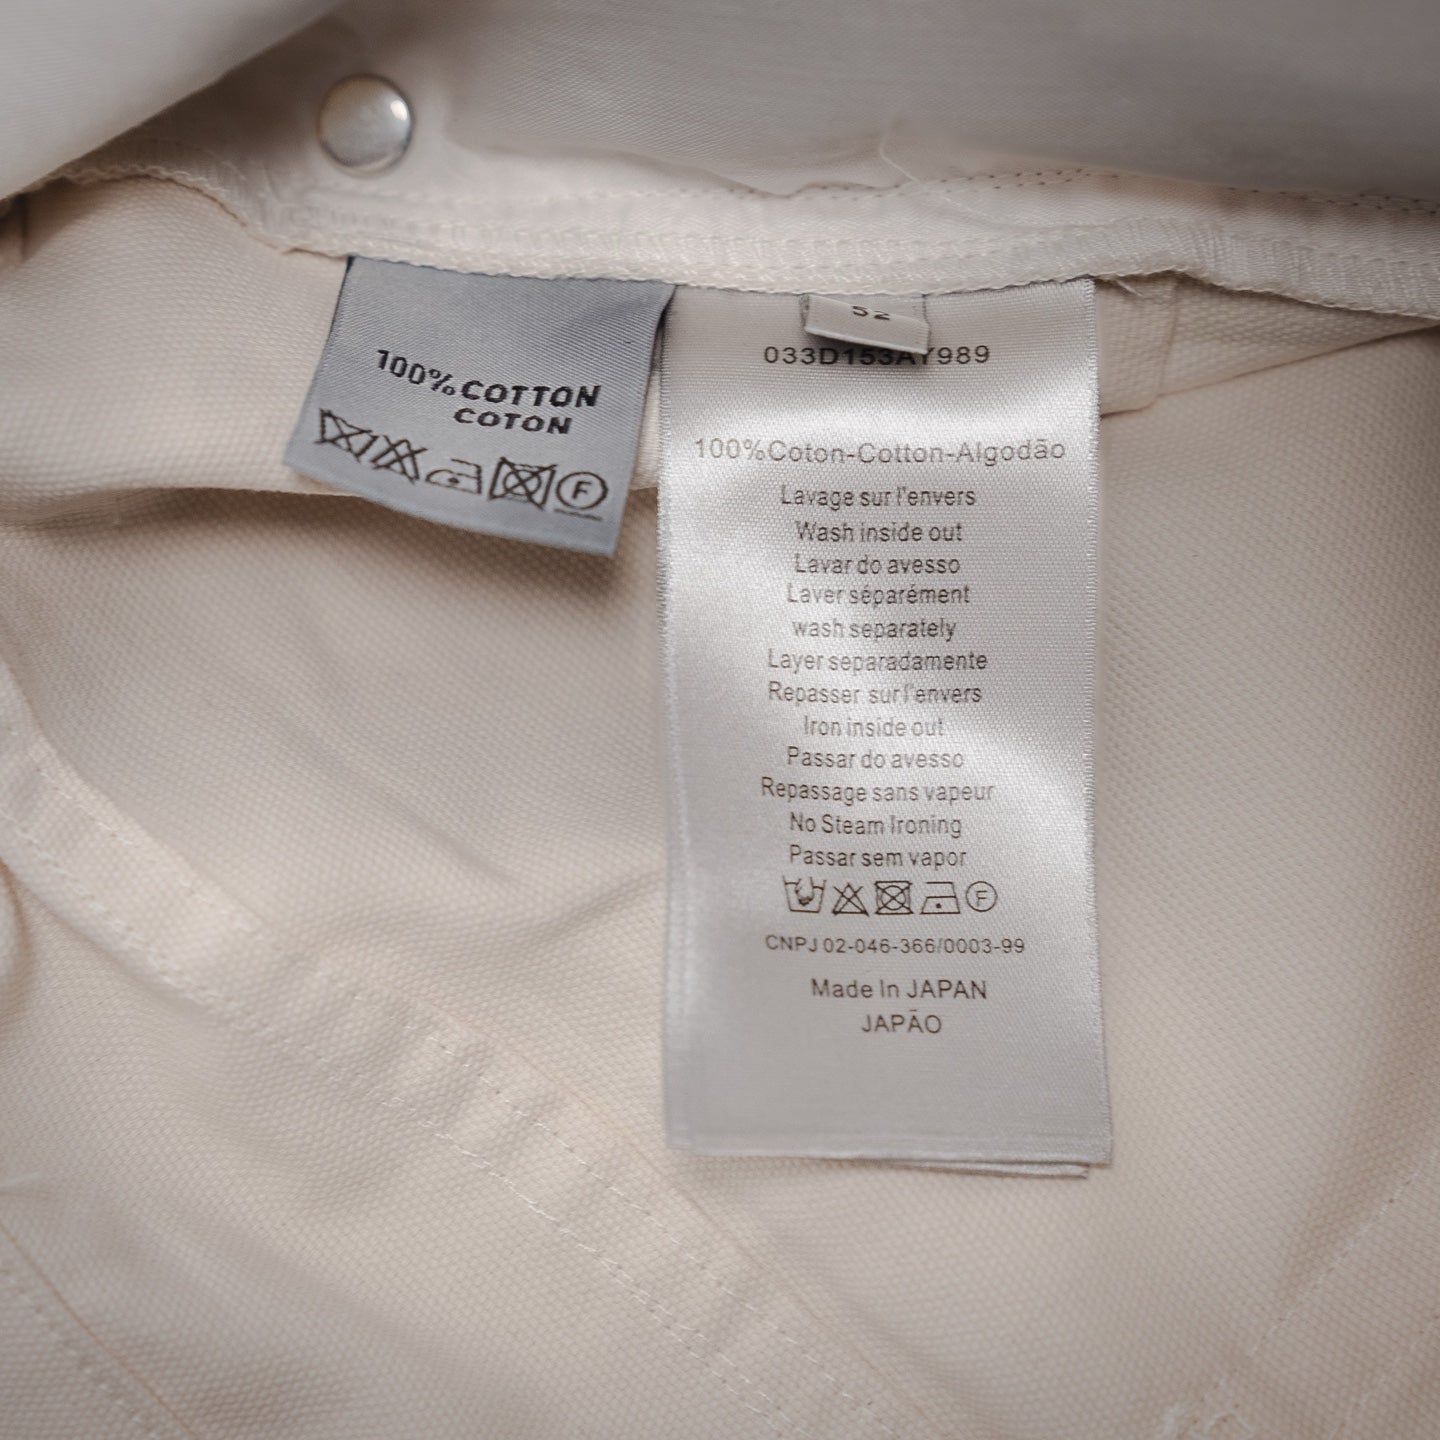 100% COTTON
COTON
F
52
033D153AY989
100%Coton-Cotton-Algodão
Lavage sur l'envers
Wash inside out
Lavar do avesso
Laver séparément
wash separately
Layer separadamente
Repasser sur l'envers
Iron inside out
Passar do avesso
Repassage sans vapeur
No Steam Ironing
Passar sem vapor
F
CNPJ 02-046-366/0003-99
Made In JAPAN
JAPÃO